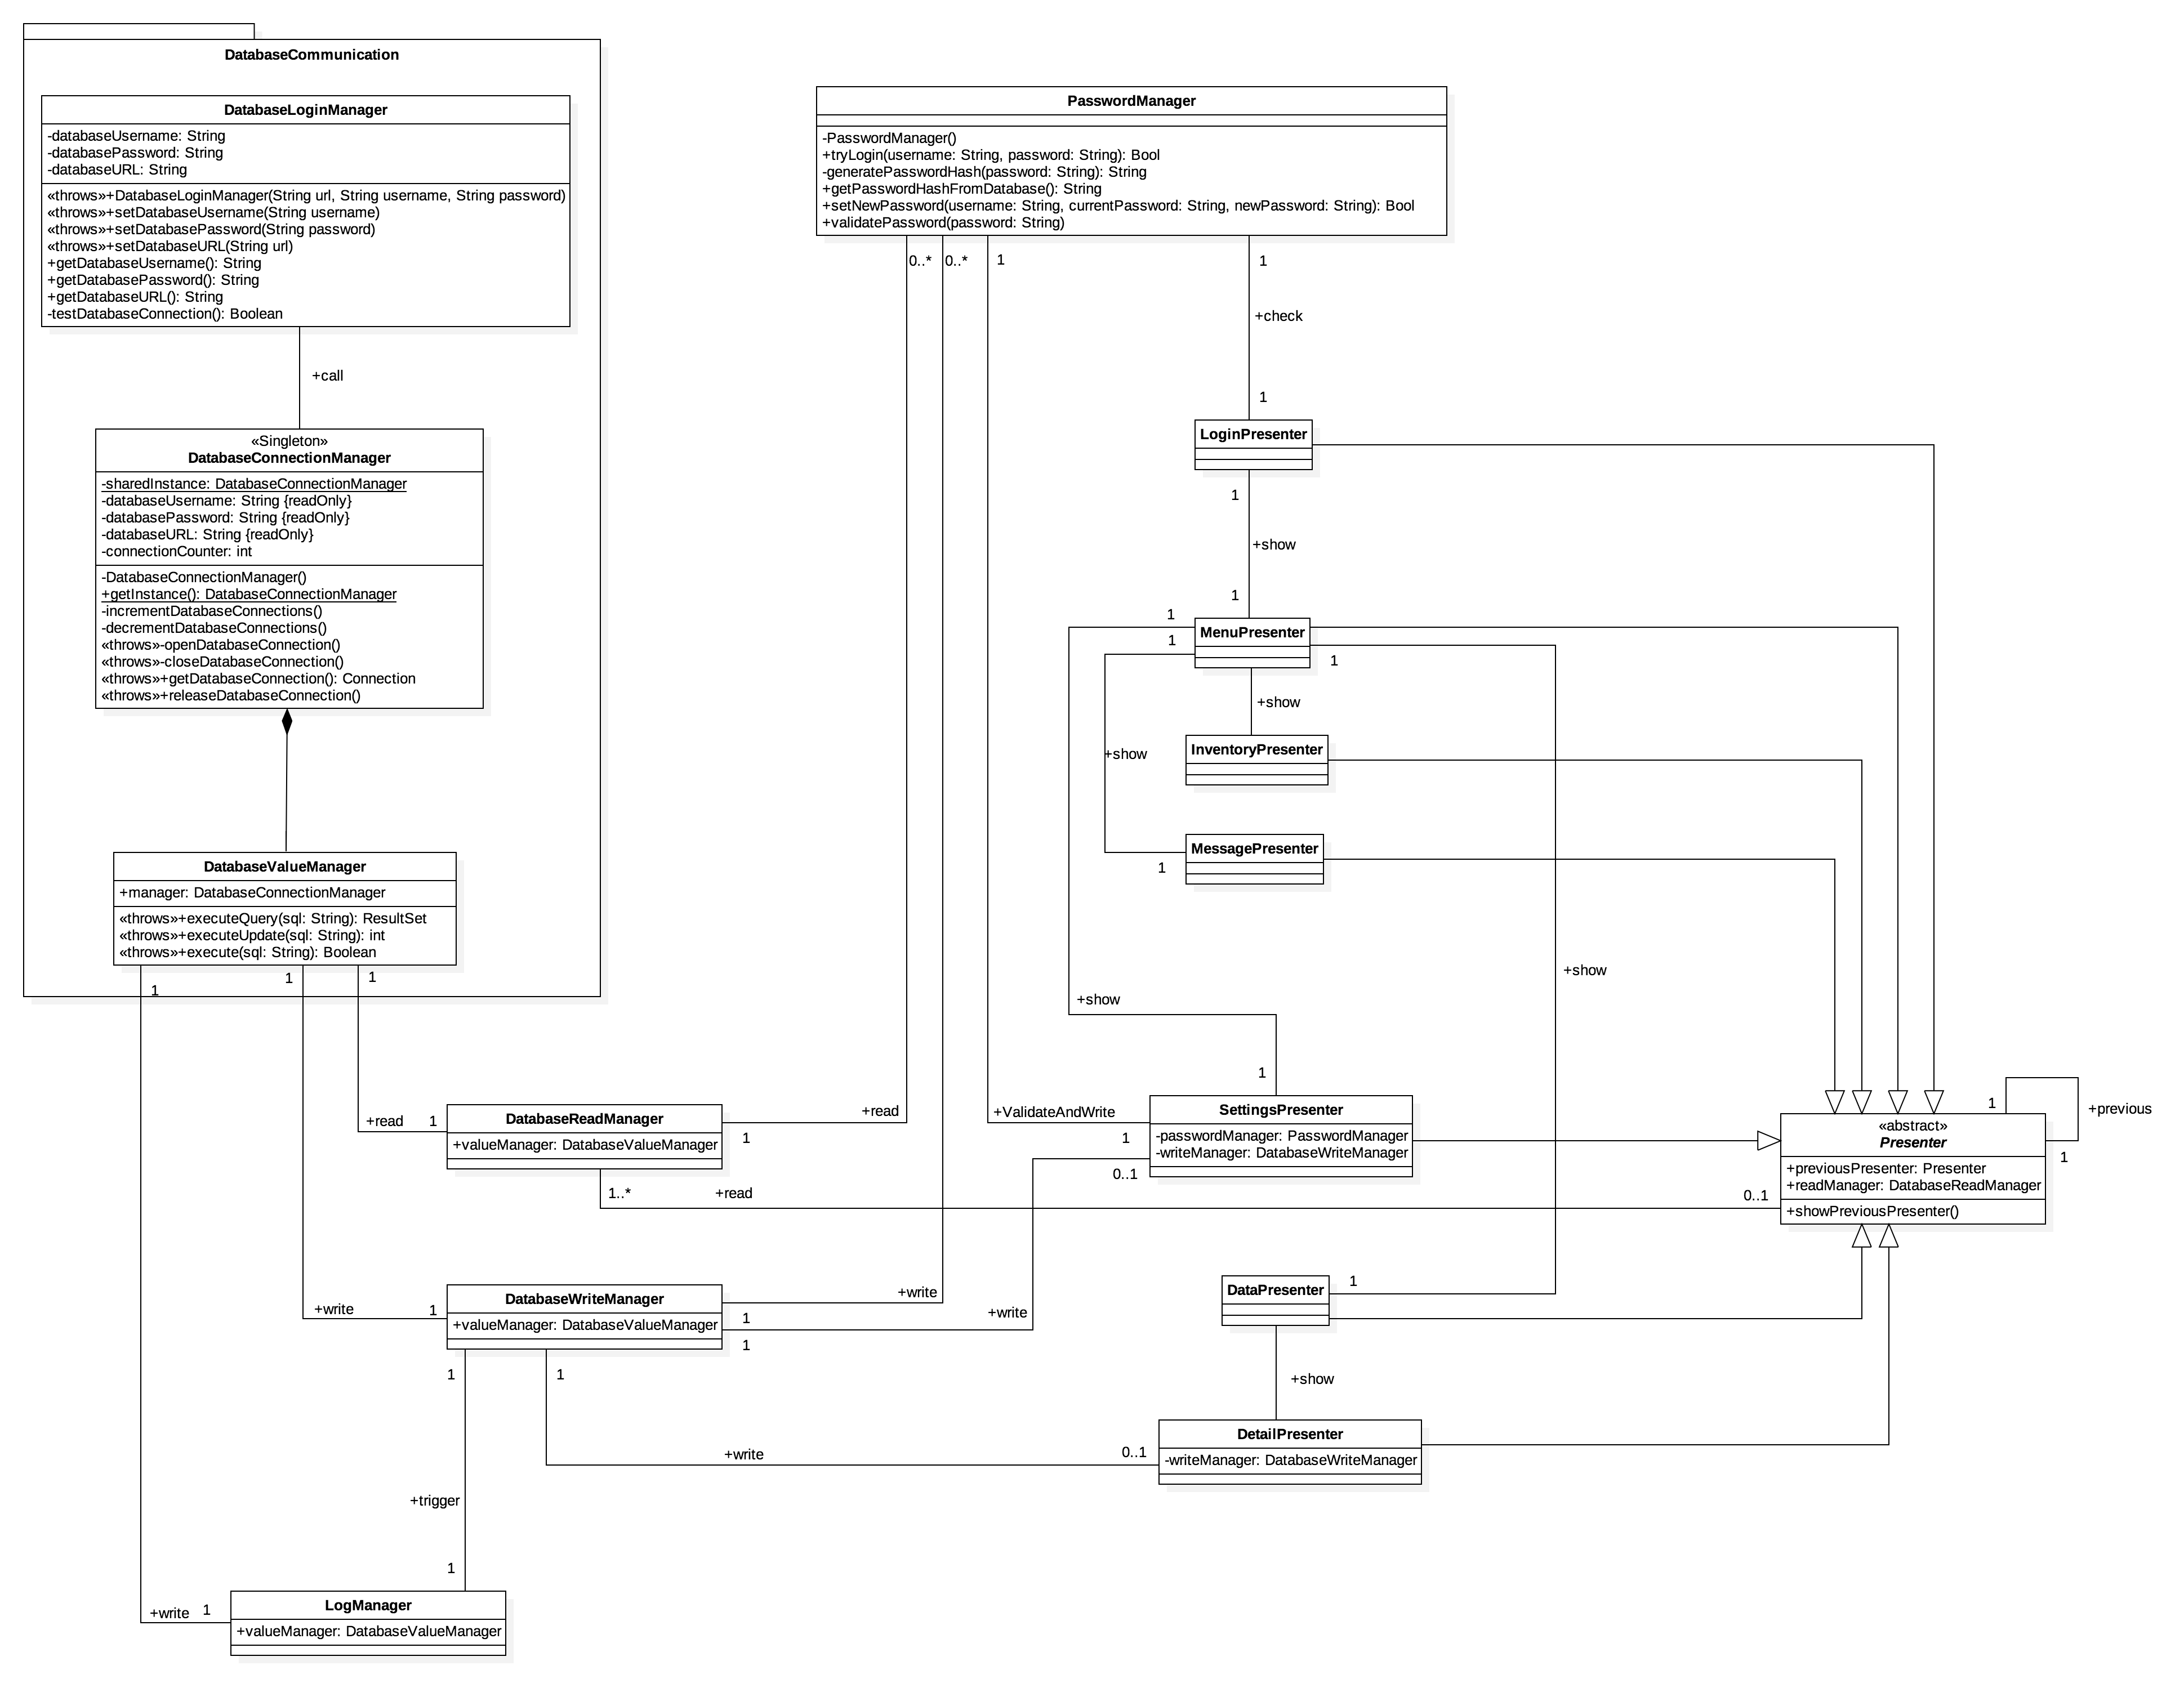 DatabaseCommunication
DatabaseLoginManager
-databaseUsername: String
-databasePassword: String
-databaseURL: String
«throws»+DatabaseLoginManager(String url, String username, String password)
«throws»+setDatabaseUsername(String username)
«throws»+setDatabasePassword(String password)
«throws»+setDatabaseURL(String url)
+getDatabaseUsername(): String
+getDatabasePassword(): String
+getDatabaseURL(): String
-testDatabaseConnection(): Boolean
+call
«Singleton»
DatabaseConnectionManager
-sharedInstance: DatabaseConnectionManager
-databaseUsername: String {readOnly}
-databasePassword: String {readOnly}
-databaseURL: String {readOnly}
-connectionCounter: int
-DatabaseConnectionManager()
+getInstance(): DatabaseConnectionManager
-incrementDatabaseConnections()
-decrementDatabaseConnections()
«throws»-openDatabaseConnection()
«throws»-closeDatabaseConnection()
«throws»+getDatabaseConnection(): Connection
«throws»+releaseDatabaseConnection()
DatabaseValueManager
+manager: DatabaseConnectionManager
«throws»+executeQuery(sql: String): ResultSet
«throws»+executeUpdate(sql: String): int
«throws»+execute(sql: String): Boolean
1
1
1
PasswordManager
-PasswordManager()
+tryLogin(username: String, password: String): Bool
-generatePasswordHash(password: String): String
+getPasswordHashFromDatabase(): String
+setNewPassword(username: String, currentPassword: String, newPassword: String): Bool
+validatePassword(password: String)
0..*
0..*
1
1
+check
1
LoginPresenter
1
+show
1
1
1
MenuPresenter
1
+show
InventoryPresenter
+show
MessagePresenter
1
+show
+show
1
+read
1
DatabaseReadManager
+valueManager: DatabaseValueManager
+read
1
1..*
+read
+ValidateAndWrite
1
0..1
SettingsPresenter
-passwordManager: PasswordManager
-writeManager: DatabaseWriteManager
1
+previous
1
«abstract»
Presenter
+previousPresenter: Presenter
+readManager: DatabaseReadManager
+showPreviousPresenter()
0..1
+write
1
DatabaseWriteManager
+valueManager: DatabaseValueManager
+write
1
1
+write
1
1
DataPresenter
1
+show
DetailPresenter
-writeManager: DatabaseWriteManager
+write
0..1
+trigger
1
LogManager
+valueManager: DatabaseValueManager
+write
1